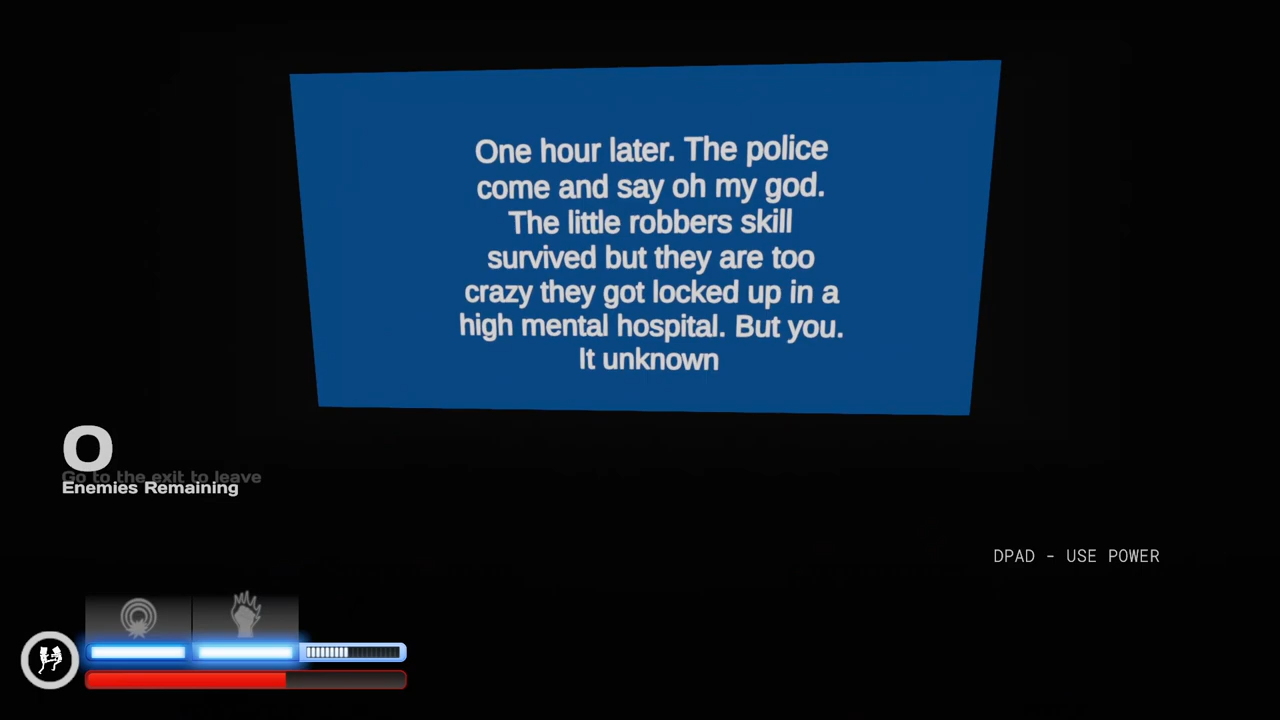 One hour later. The police
come and say oh my god.
The little robbers skill
survived but they are too
crazy they got locked up in a
high mental hospital. But you.
It unknown
0
Go to the exit to leave
Enemies Remaining
DPAD - USE POWER